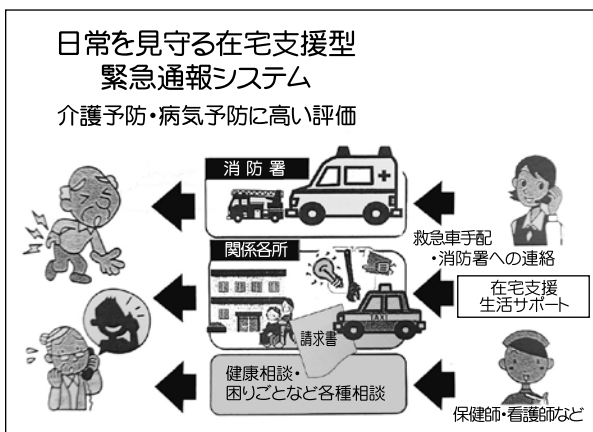 日常を見守る在宅支援型
緊急通報システム
介護予防・病気予防に高い評価
消防署
救急車手配
・消防署への連絡
関係各所
TAXI
在宅支援
生活サポート
請求書
健康相談・
困りごとなど各種相談
保健師・看護師など